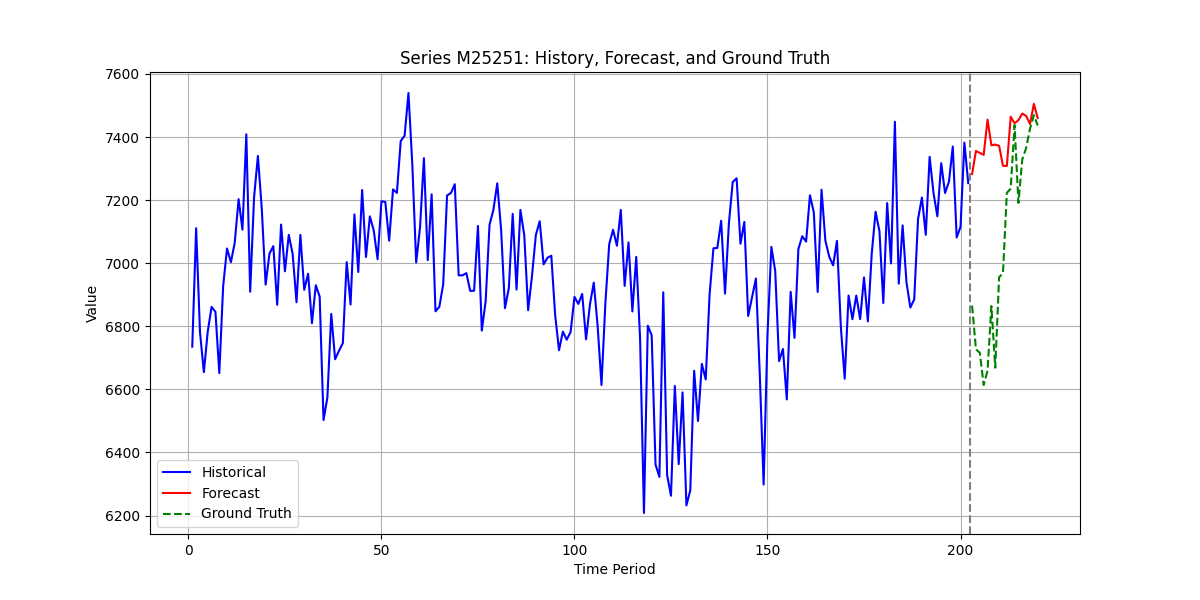 Series M25251: History, Forecast, and Ground Truth
7600
7400
7200
7000
6800
6600
6400
6200
Value
Historical
Forecast
Ground Truth
0
50
100
150
200
Time Period